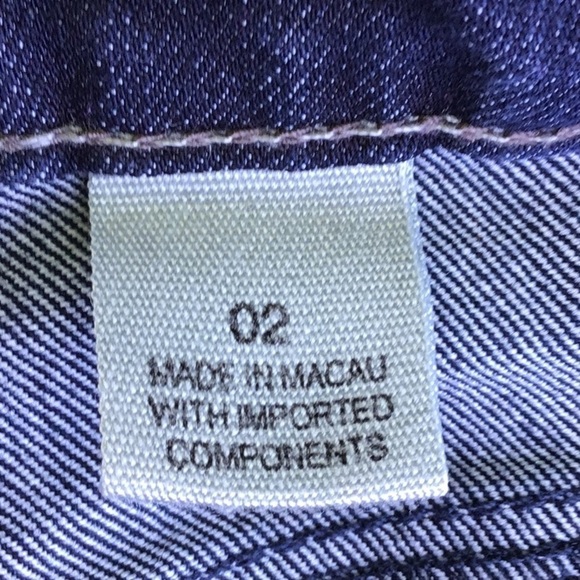 02
MADE IN MACAU
WITH IMPORTED
COMPONENTS